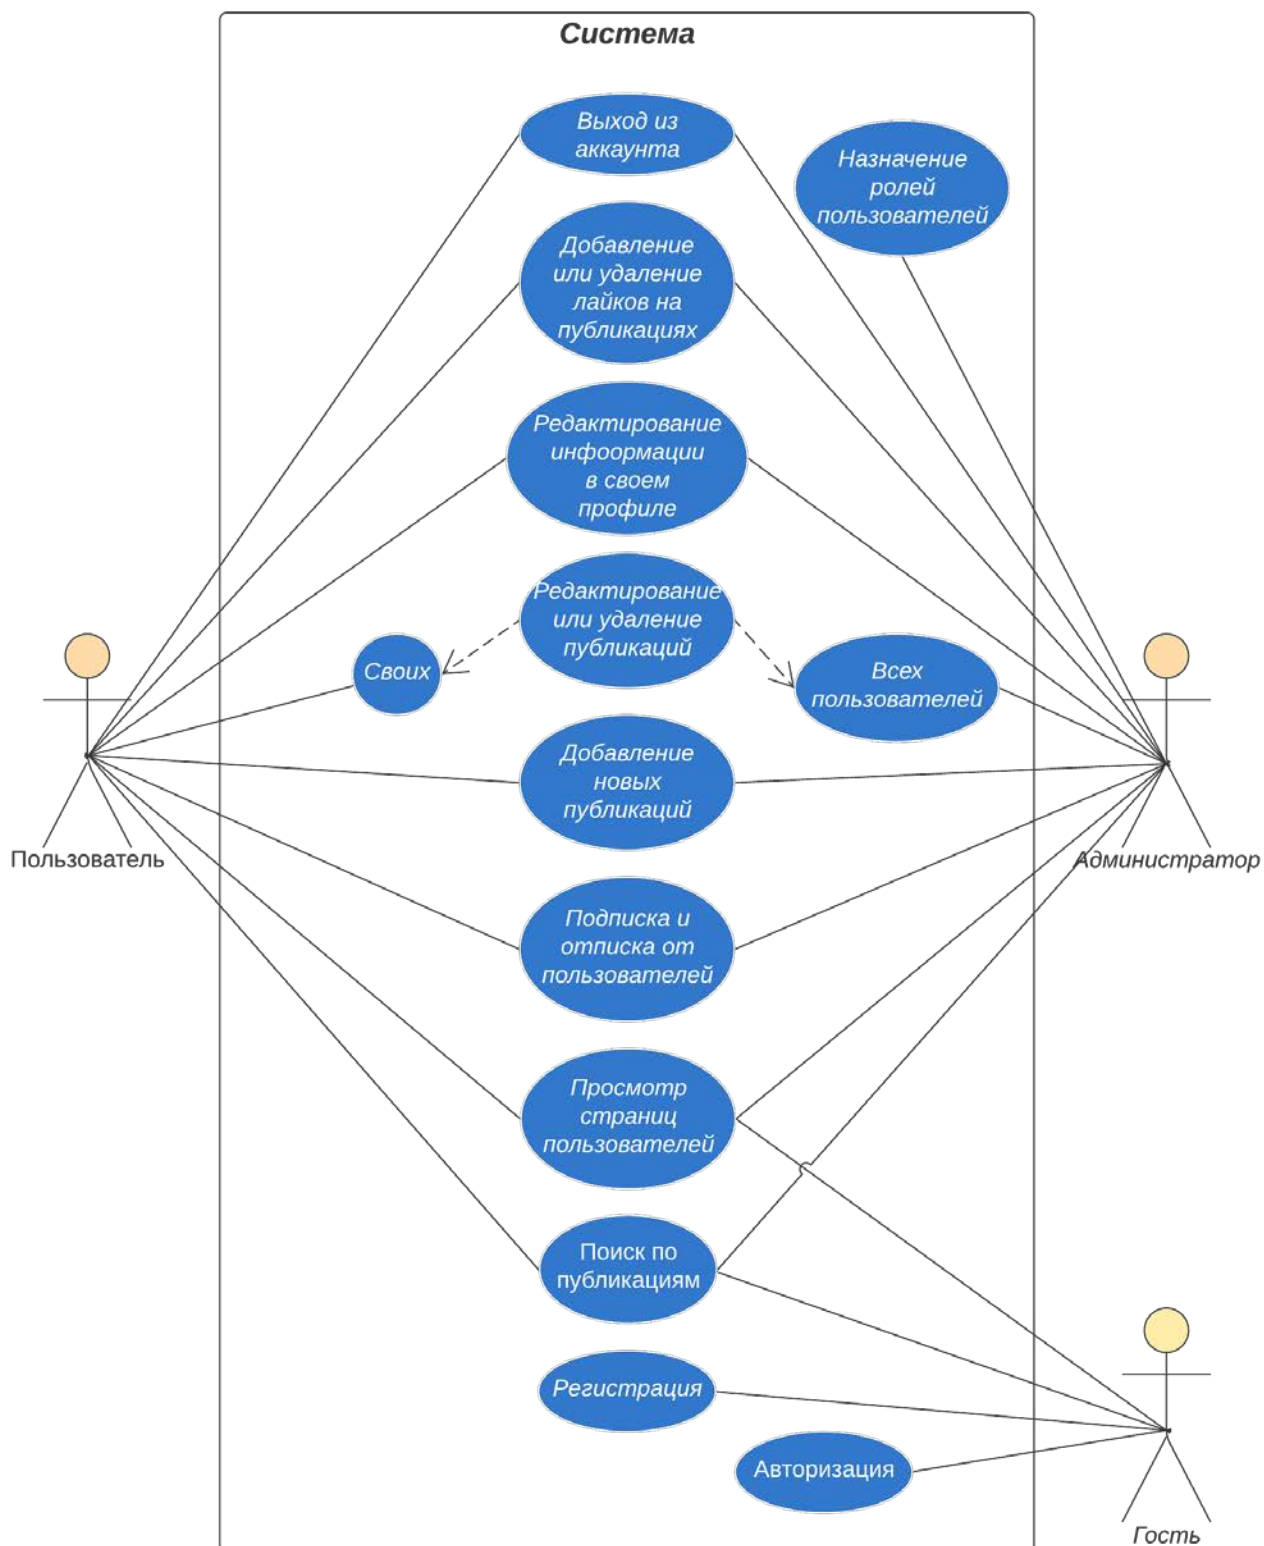 Система
Выход из
аккаунта
Назначение
ролей
пользователей
Добавление
или удаление
лайков на
публикациях
Редактирование
инфоормации
в своем
профиле
Редактирование
или удаление
публикаций
Своих
Всех
пользователей
Добавление
новых
публикаций
Пользователь
Администратор
Подписка и
отписка от
пользователей
Просмотр
страниц
пользователей
Поиск по
публикациям
Регистрация
Авторизация
Гость